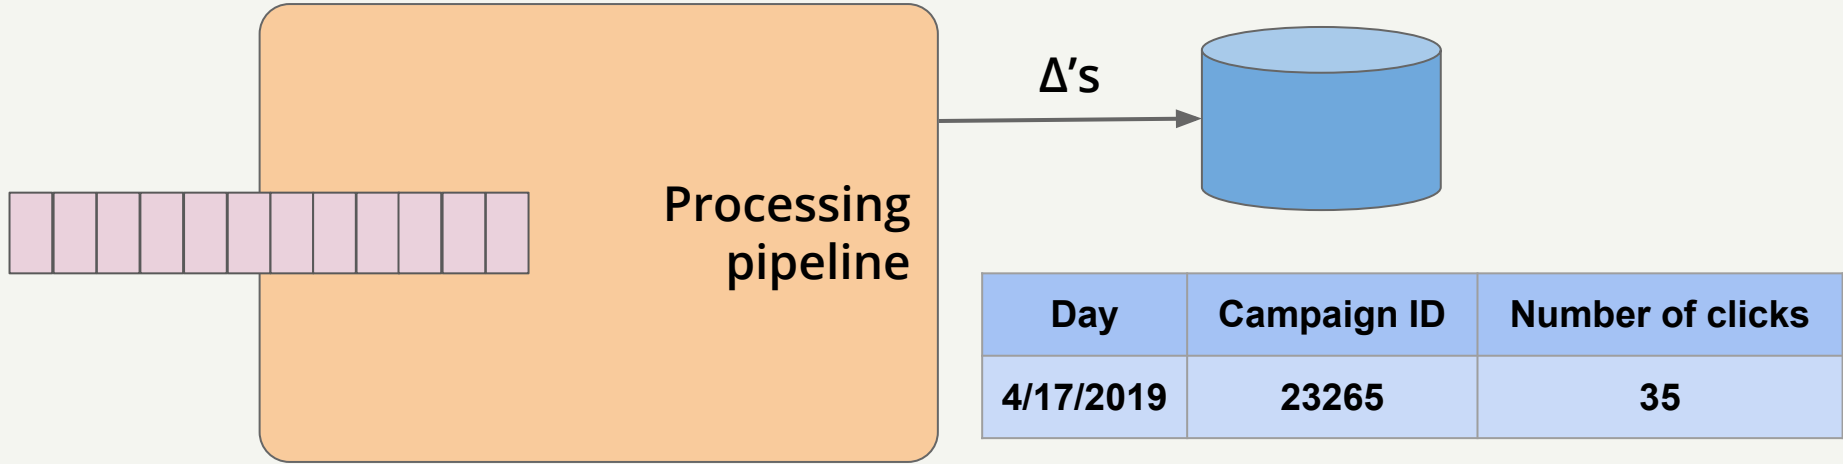 Δ’s
Processing
pipeline
Day Campaign ID Number of clicks
4/17/2019 23265 35